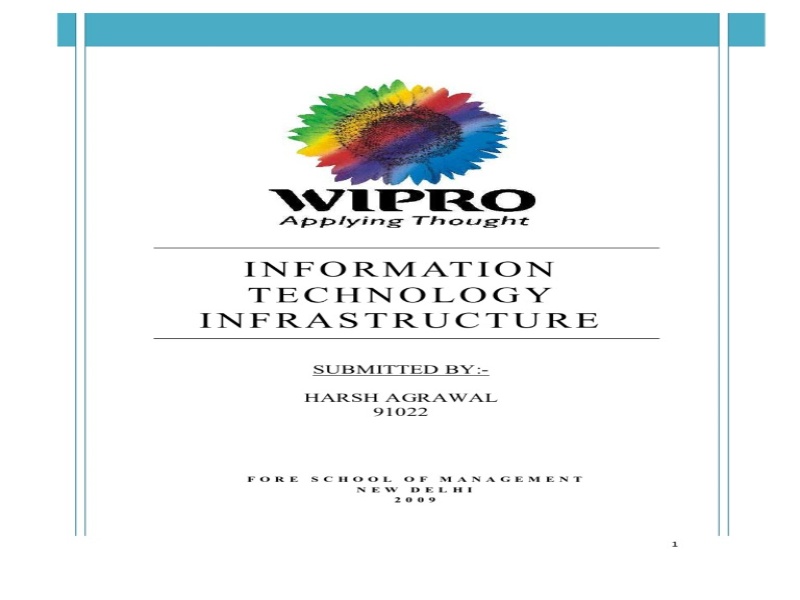 WIPRO
Applying Thought
INFORMATION
TECHNOLOGY
INFRASTRUCTURE
SUBMITTED BY:-
HARSH AGRAWAL
91022
FORE SCHOOL OF MANAGEMENT
NEW DELHI
2009
1